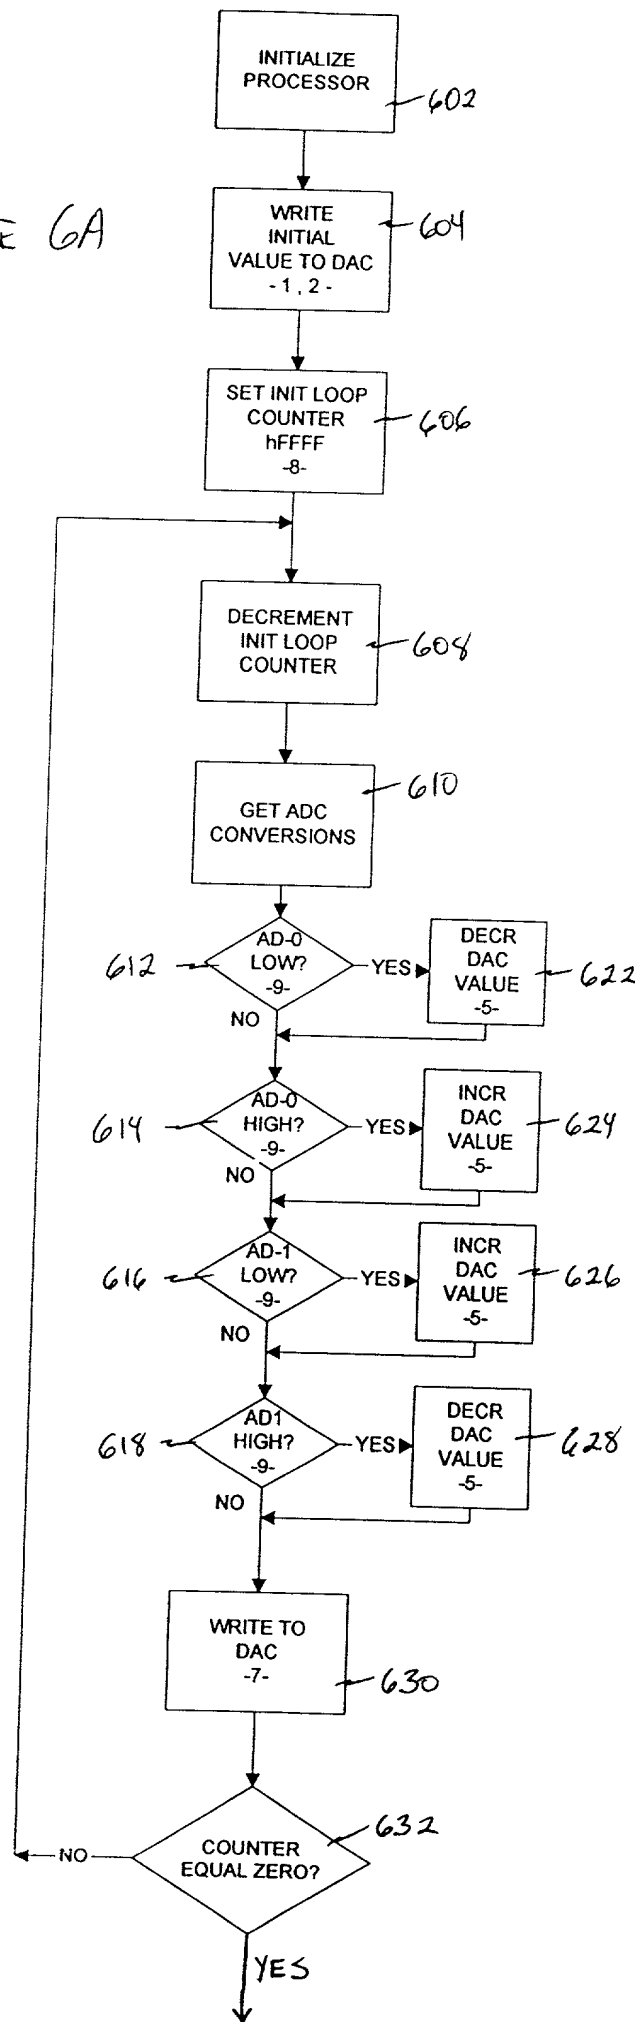 INITIALIZE
PROCESSOR
602
E 6A
WRITE
INITIAL
VALUE TO DAC
- 1 , 2 -
604
SET INIT LOOP
COUNTER
hFFFF
-8-
606
DECREMENT
INIT LOOP
COUNTER
608
GET ADC
CONVERSIONS
610
612
AD-0
LOW?
-9-
YES
DECR
DAC
VALUE
-5-
622
NO
614
AD-0
HIGH?
-9-
YES
INCR
DAC
VALUE
-5-
624
NO
616
AD-1
LOW?
-9-
YES
INCR
DAC
VALUE
-5-
626
NO
618
AD1
HIGH?
-9-
YES
DECR
DAC
VALUE
-5-
628
NO
WRITE TO
DAC
-7-
630
COUNTER
EQUAL ZERO?
632
NO
YES